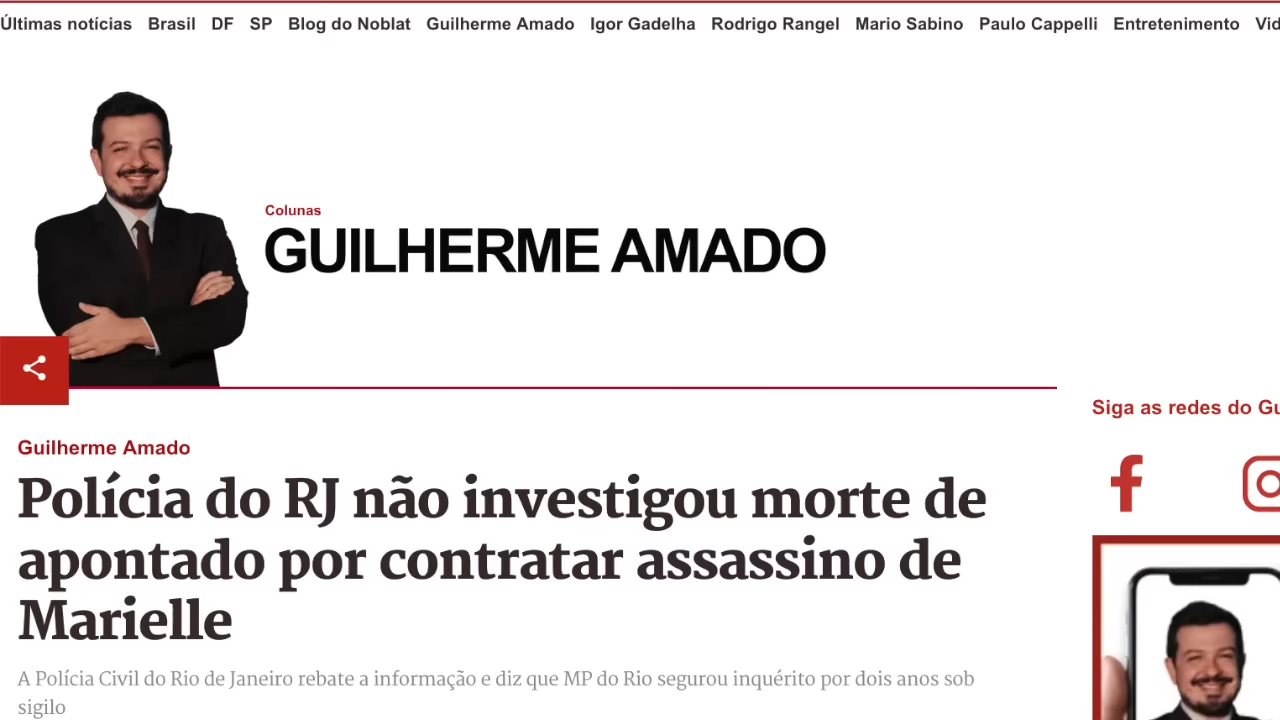 Últimas notícias Brasil DF SP Blog do Noblat Guilherme Amado Igor Gadelha Rodrigo Rangel Mario Sabino Paulo Cappelli Entretenimento
Colunas
GUILHERME AMADO
Siga as redes do
Guilherme Amado
Polícia do RJ não investigou morte de
apontado por contratar assassino de
Marielle
A Polícia Civil do Rio de Janeiro rebate a informação e diz que MP do Rio segurou inquérito por dois anos sob
sigilo